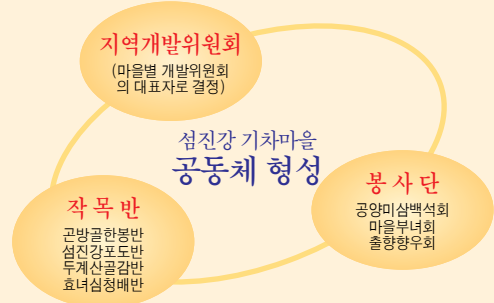 지역개발위원회
(마을별 개발위원회
의 대표자로 결정)
섬진강 기차마을
공동체 형성
봉사단
공양미삼백석회
마을부녀회
출향향우회
작목반
곤방골한봉반
섬진강포도반
두계산골감반
효녀심청배반